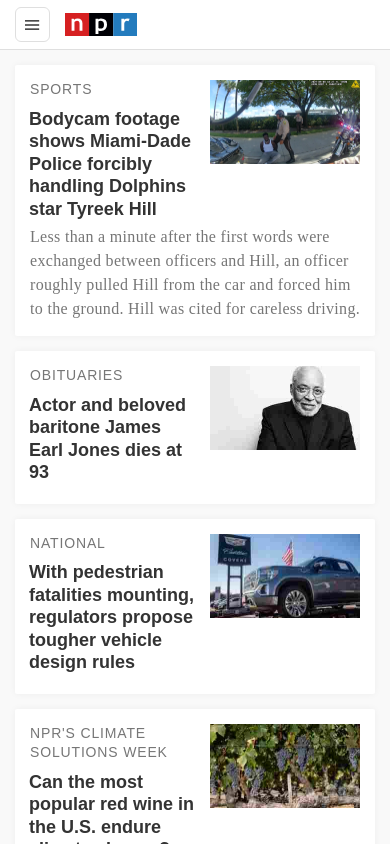 npr
SPORTS
Bodycam footage
shows Miami-Dade
Police forcibly
handling Dolphins
star Tyreek Hill
Less than a minute after the first words were
exchanged between officers and Hill, an officer
roughly pulled Hill from the car and forced him
to the ground. Hill was cited for careless driving.
OBITUARIES
Actor and beloved
baritone James
Earl Jones dies at
93
NATIONAL
With pedestrian
fatalities mounting,
regulators propose
tougher vehicle
design rules
NPR'S CLIMATE
SOLUTIONS WEEK
Can the most
popular red wine in
the U.S. endure